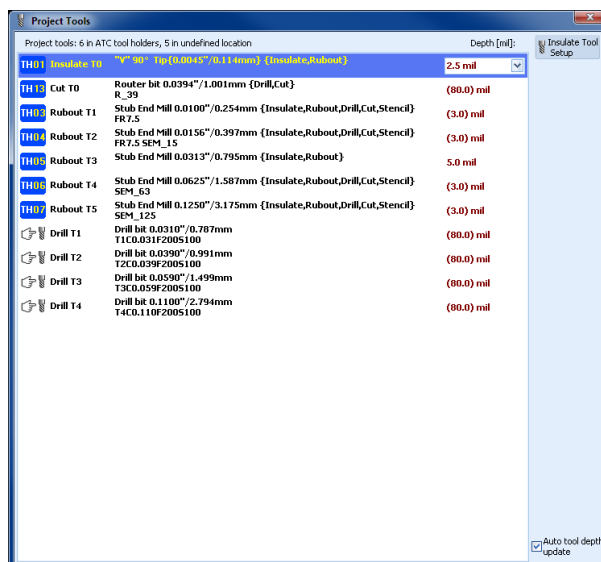 Project Tools
Project tools: 6 in ATC tool holders, 5 in undefined location
Depth [mil]:
Insulate Tool
Setup
TH01 Insulate T0 "V" 90° Tip{0.0045"/0.114mm} {Insulate,Rubout} 2.5 mil
TH13 Cut T0 Router bit 0.0394"/1.001mm {Drill,Cut} (80.0) mil
R_39
TH03 Rubout T1 Stub End Mill 0.0100"/0.254mm {Insulate,Rubout,Drill,Cut,Stencil} (3.0) mil
FR7.5
TH04 Rubout T2 Stub End Mill 0.0156"/0.397mm {Insulate,Rubout,Drill,Cut,Stencil} (3.0) mil
FR7.5 SEM_15
TH05 Rubout T3 Stub End Mill 0.0313"/0.795mm {Insulate,Rubout} 5.0 mil
TH06 Rubout T4 Stub End Mill 0.0625"/1.587mm {Insulate,Rubout,Drill,Cut,Stencil} (3.0) mil
SEM_63
TH07 Rubout T5 Stub End Mill 0.1250"/3.175mm {Insulate,Rubout,Drill,Cut,Stencil} (3.0) mil
SEM_125
Drill T1 Drill bit 0.0310"/0.787mm (80.0) mil
T1C0.031F200S100
Drill T2 Drill bit 0.0390"/0.991mm (80.0) mil
T2C0.039F200S100
Drill T3 Drill bit 0.0590"/1.499mm (80.0) mil
T3C0.059F200S100
Drill T4 Drill bit 0.1100"/2.794mm (80.0) mil
T4C0.110F200S100
Auto tool depth
update